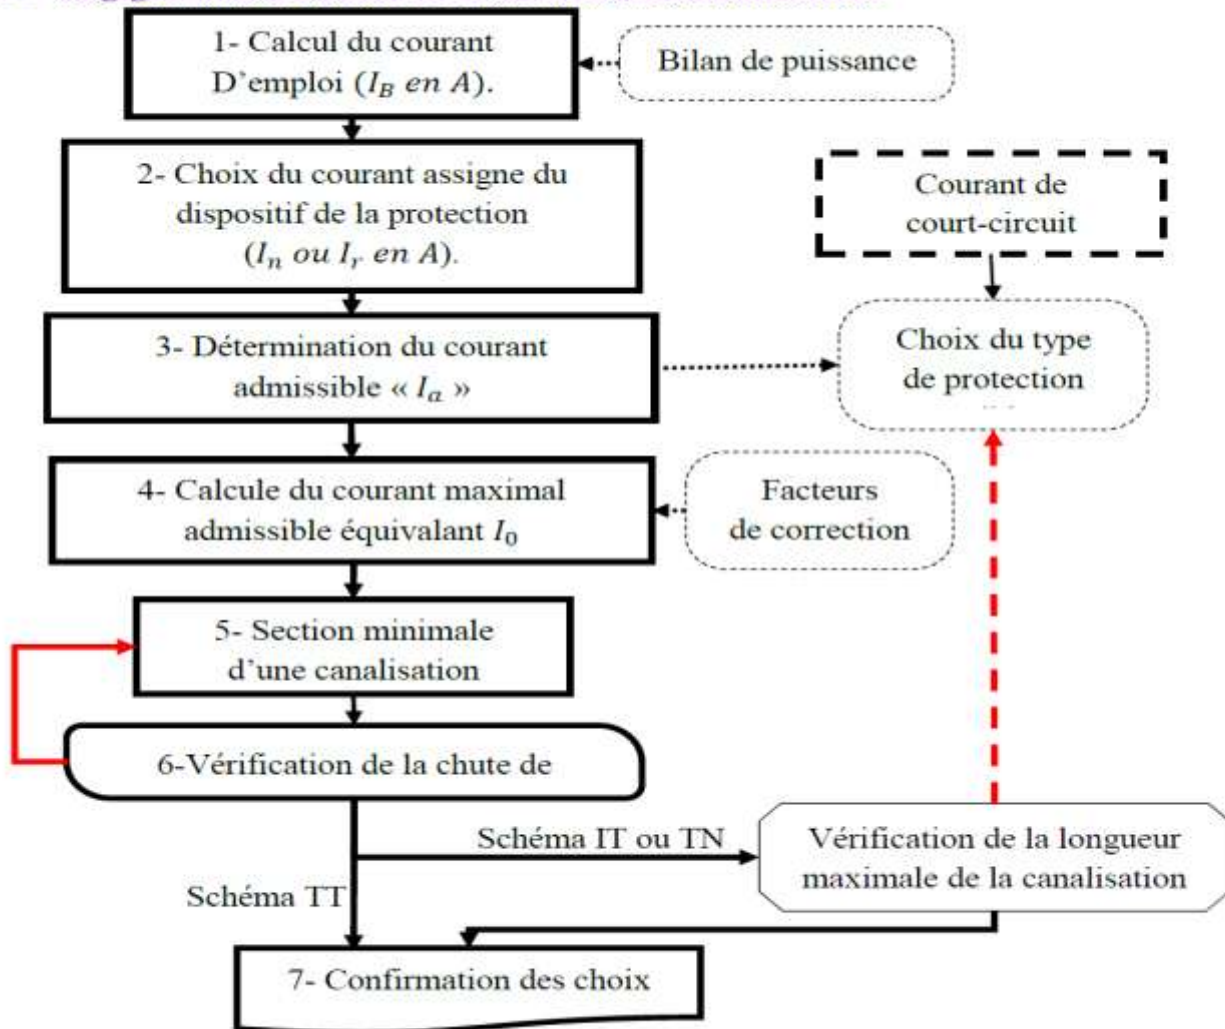 1- Calcul du courant
D'emploi (I_B en A).
Bilan de puissance
2- Choix du courant assigne du
dispositif de la protection
(I_n ou I_r en A).
Courant de
court-circuit
3- Détermination du courant
admissible « I_a »
Choix du type
de protection
4- Calcule du courant maximal
admissible équivalant I_0
Facteurs
de correction
5- Section minimale
d'une canalisation
6-Vérification de la chute de
Schéma IT ou TN
Vérification de la longueur
maximale de la canalisation
Schéma TT
7- Confirmation des choix